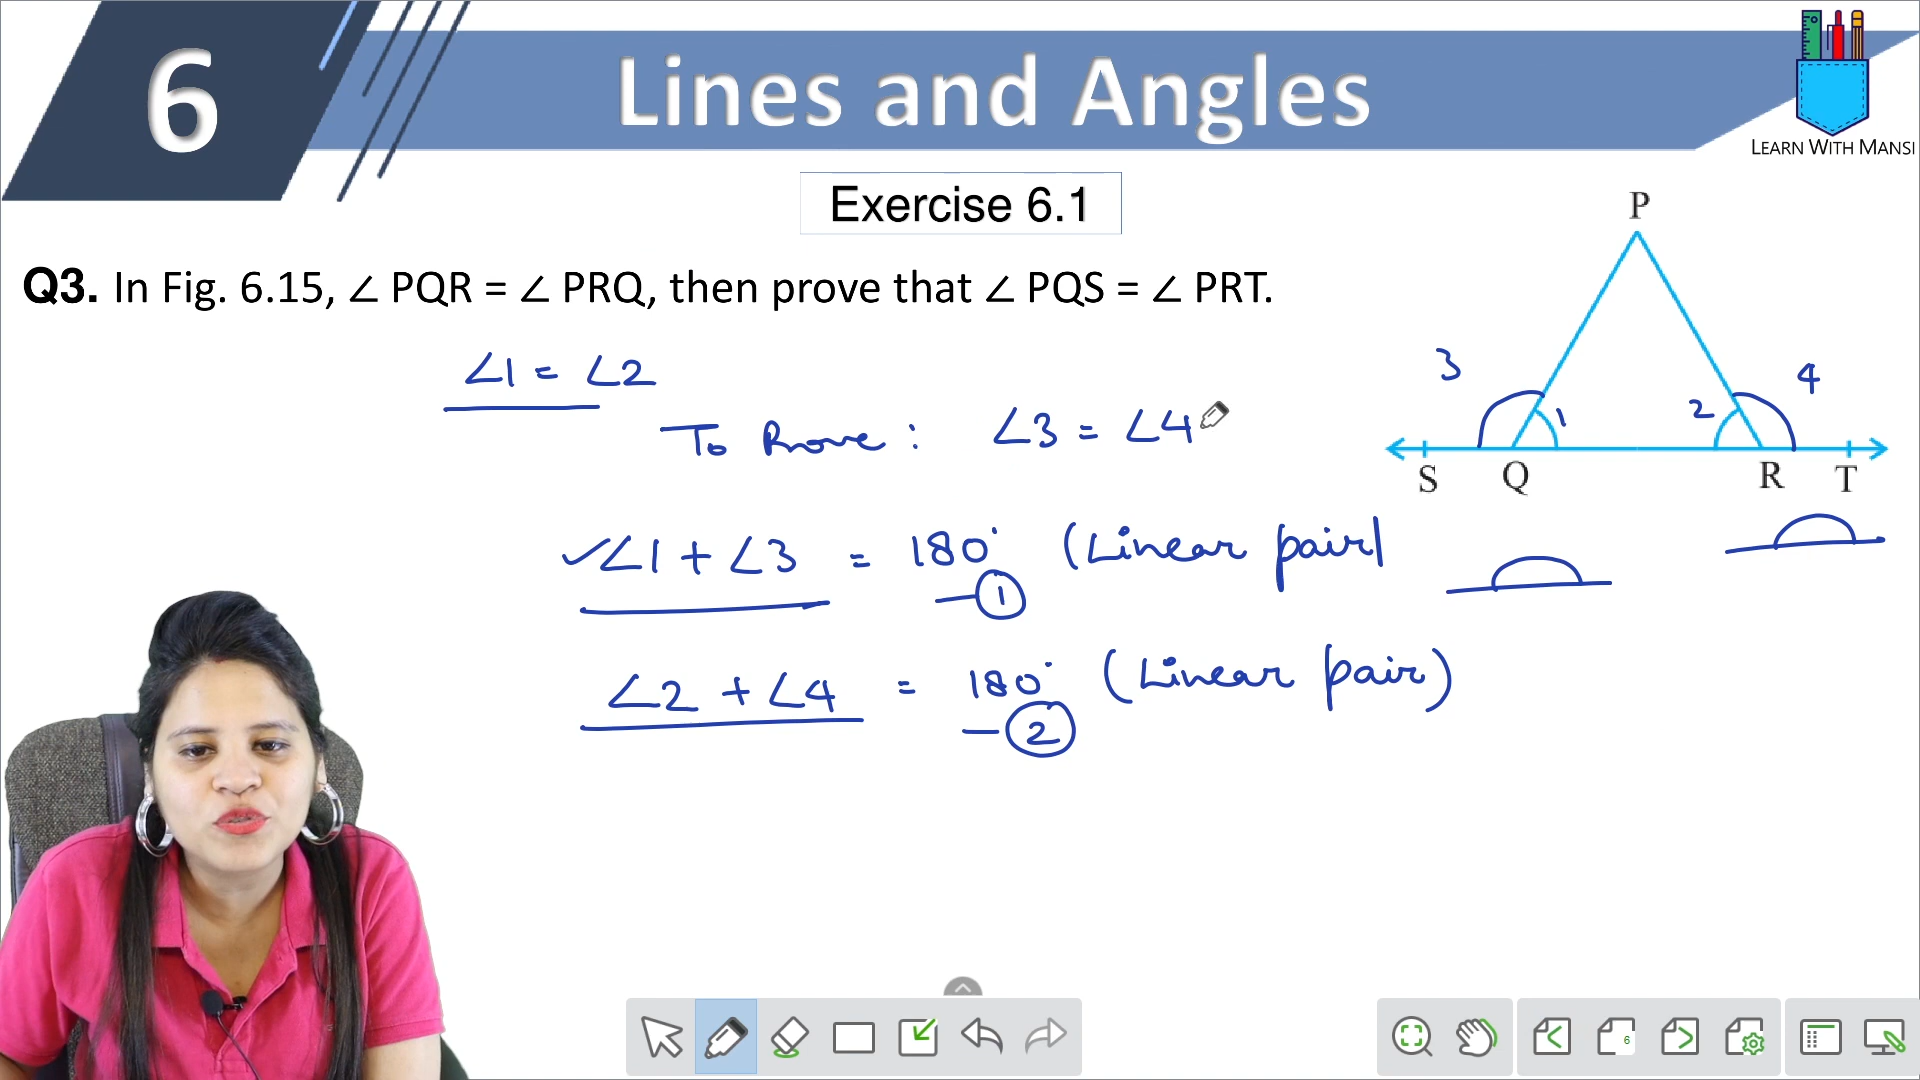 6
Lines and Angles
LEARN WITH MANSI
Exercise 6.1
Q3. In Fig. 6.15, ∠ PQR = ∠ PRQ, then prove that ∠ PQS = ∠ PRT.
P
3
4
1
2
S
Q
R
T
∠1 = ∠2
To Prove : ∠3 = ∠4
✓∠1 + ∠3 = 180° (Linear pair)
– ①
∠2 + ∠4 = 180° (Linear pair)
– ②
6